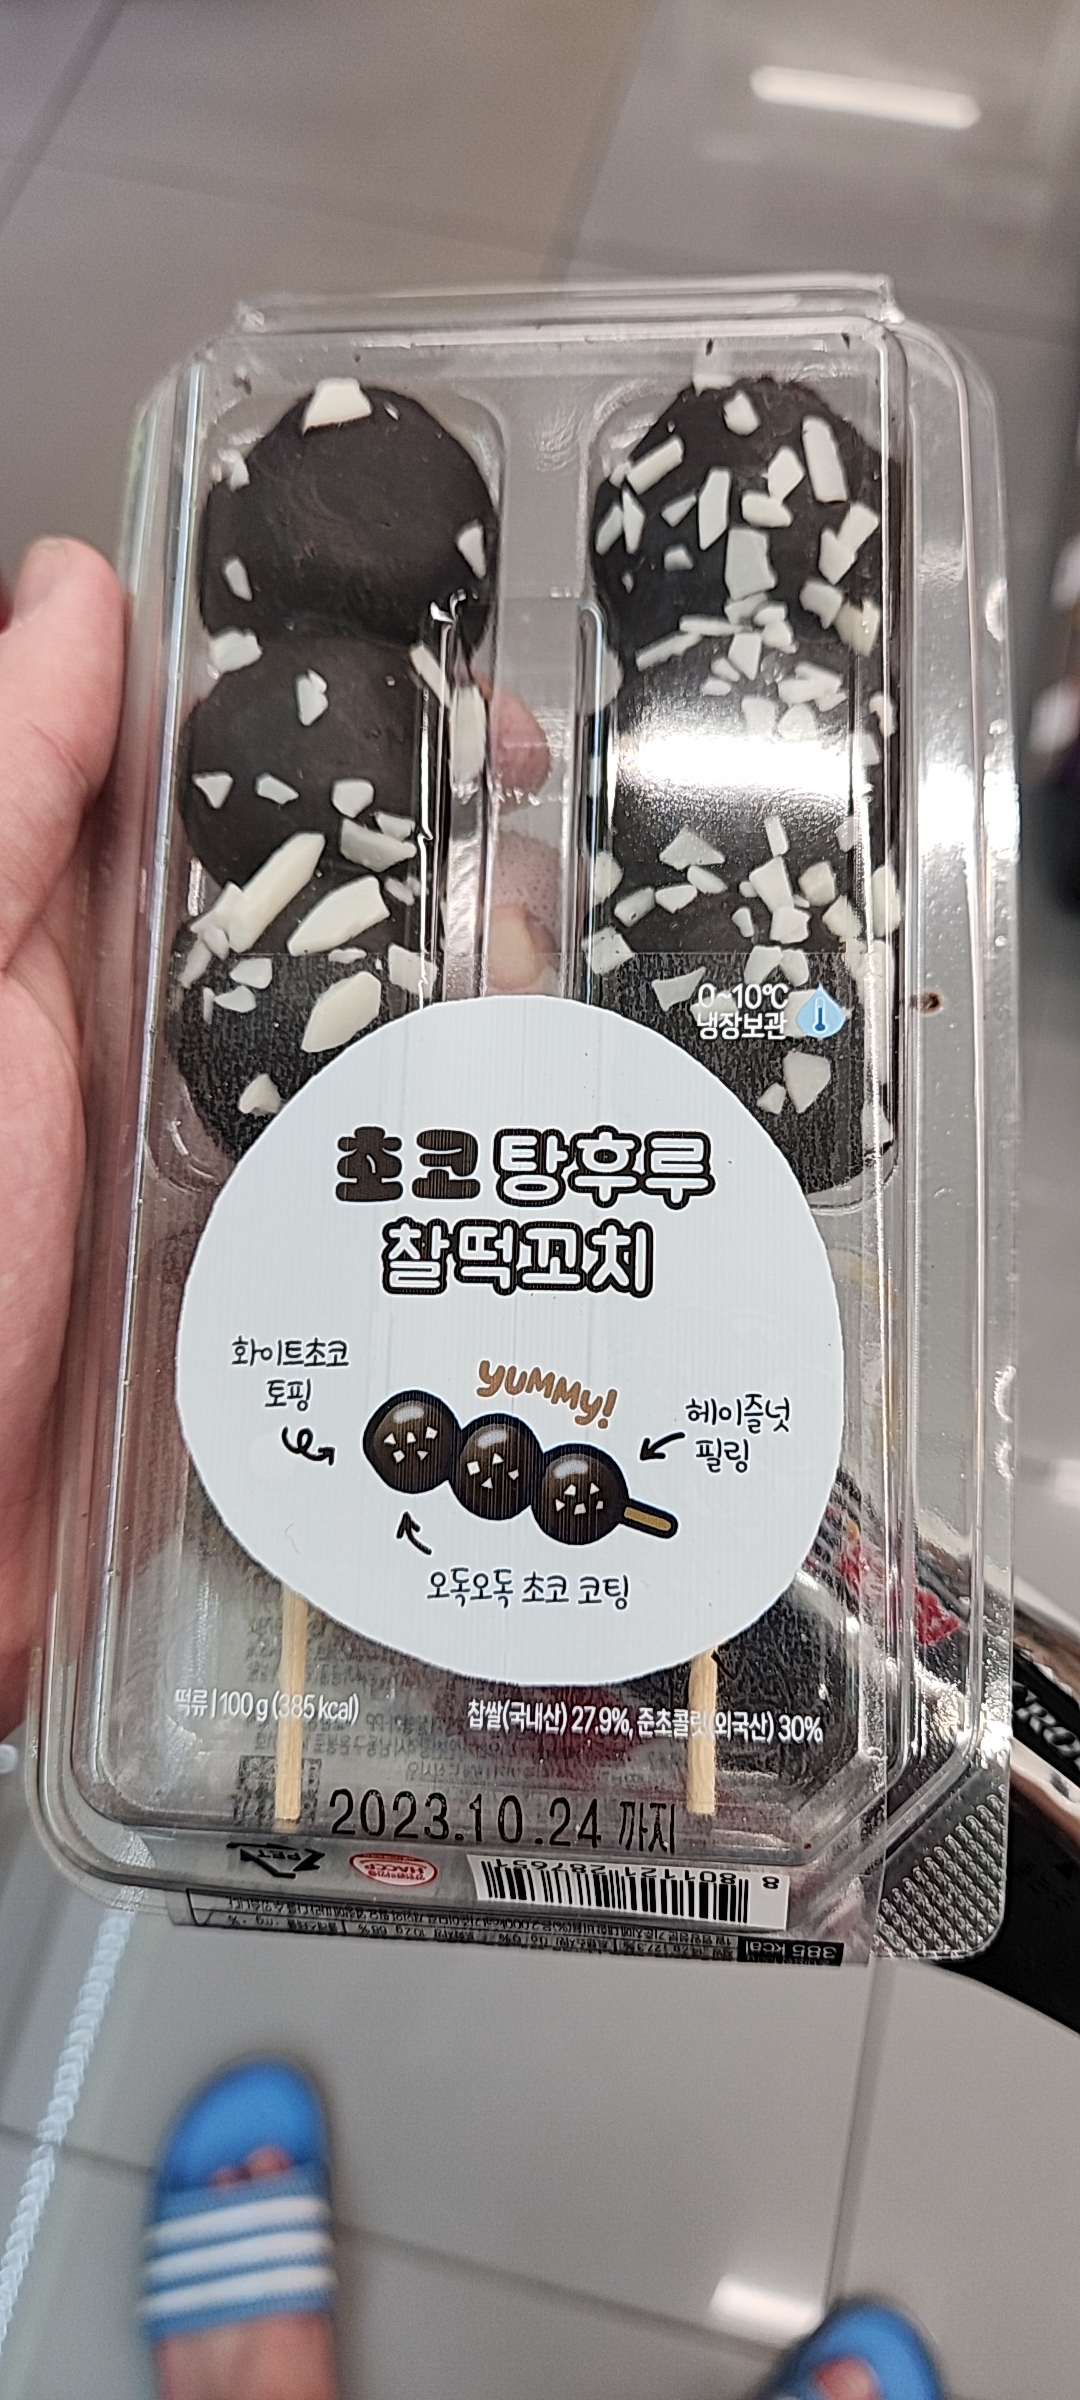 0~10℃
냉장보관
초코 탕후루
찰떡꼬치
화이트초코
토핑
YUMMy!
헤이즐넛
필링
오독오독 초코 코팅
떡류 | 100 g (385 kcal)
찹쌀(국내산) 27.9%, 준초콜릿(외국산) 30%
2023.10.24 까지
PET
HACCP
385 kcal